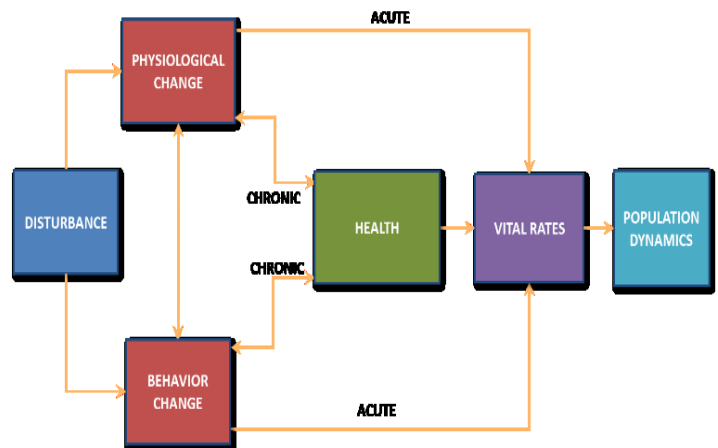 ACUTE
PHYSIOLOGICAL
CHANGE
CHRONIC
DISTURBANCE
HEALTH
VITAL RATES
POPULATION
DYNAMICS
CHRONIC
BEHAVIOR
CHANGE
ACUTE